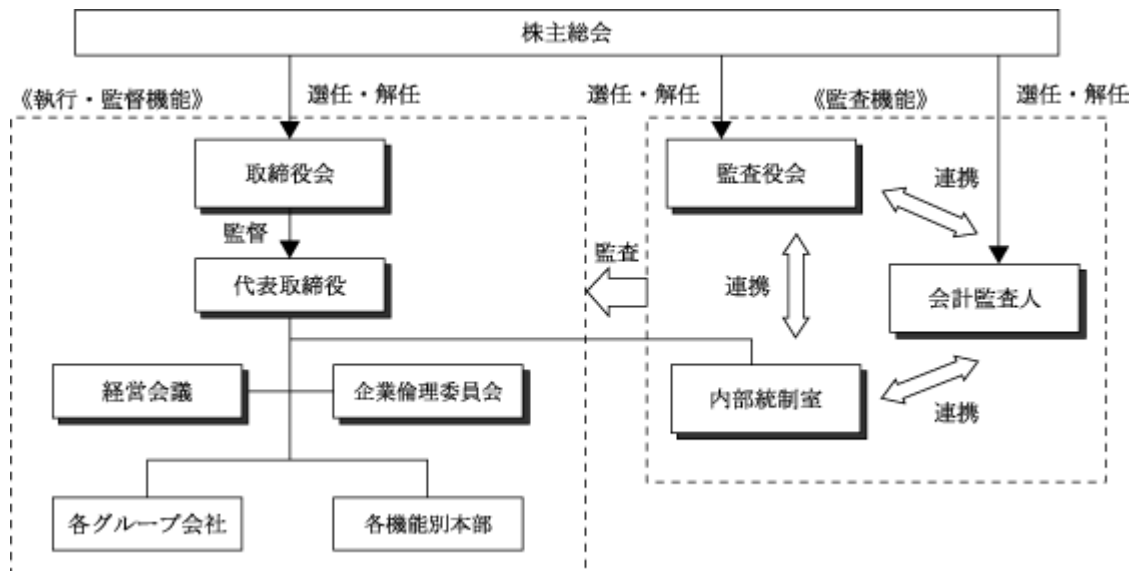 株主総会
《執行・監督機能》
選任・解任
選任・解任
《監査機能》
選任・解任
取締役会
監査役会
連携
監督
代表取締役
監査
連携
会計監査人
経営会議
企業倫理委員会
内部統制室
連携
各グループ会社
各機能別本部